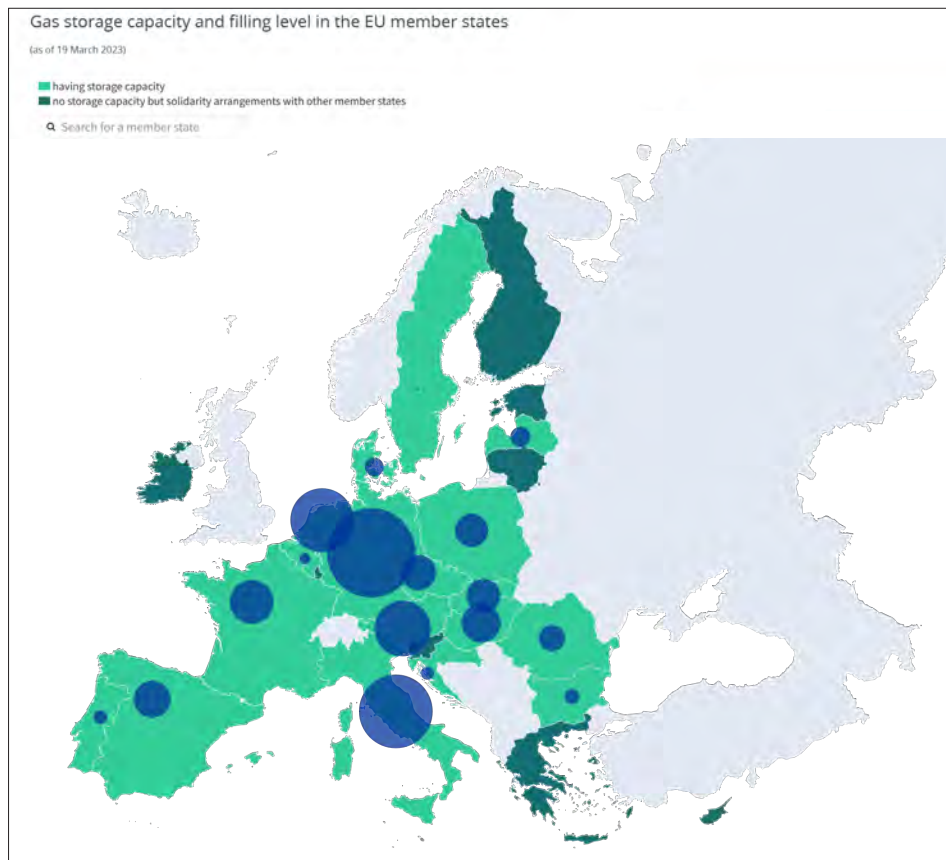 Gas storage capacity and filling level in the EU member states
(as of 19 March 2023)
having storage capacity
no storage capacity but solidarity arrangements with other member states
Search for a member state